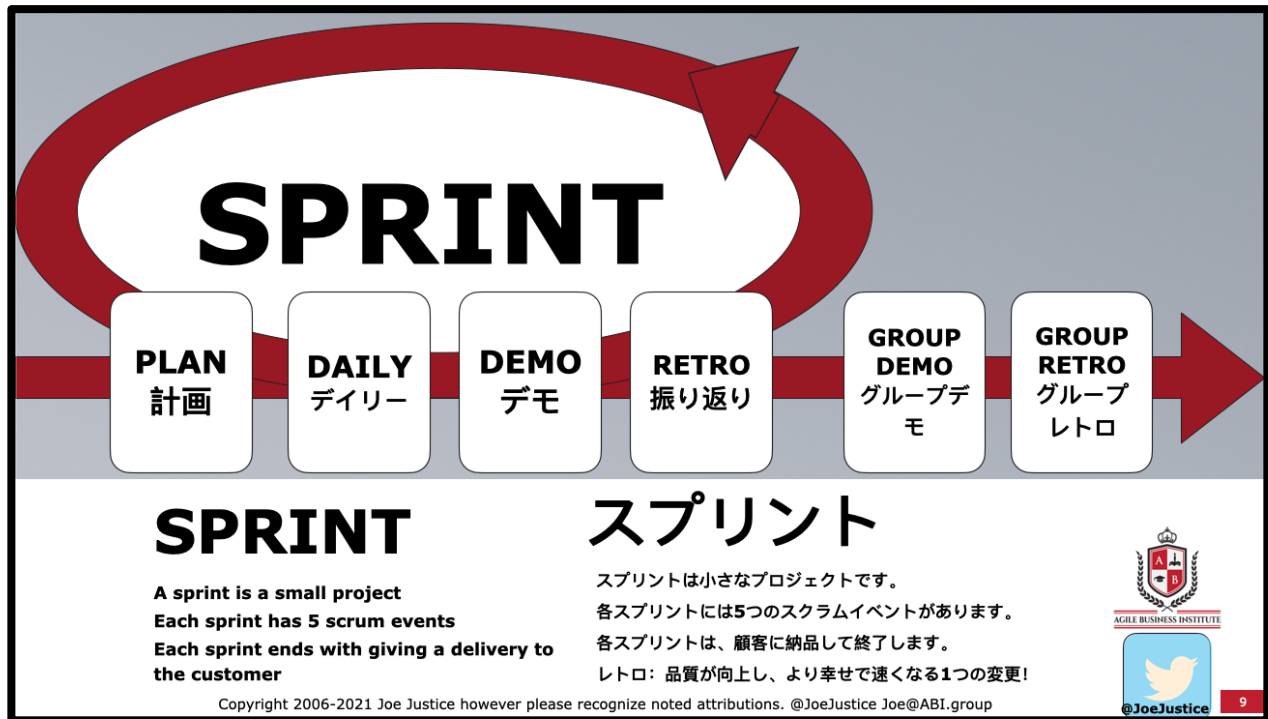 SPRINT
PLAN
計画
DAILY
デイリー
DEMO
デモ
RETRO
振り返り
GROUP
DEMO
グループデ
モ
GROUP
RETRO
グループ
レトロ
SPRINT
A sprint is a small project
Each sprint has 5 scrum events
Each sprint ends with giving a delivery to
the customer
スプリント
スプリントは小さなプロジェクトです。
各スプリントには5つのスクラムイベントがあります。
各スプリントは、顧客に納品して終了します。
レトロ：品質が向上し、より幸せで速くなる1つの変更!
A
B
AGILE BUSINESS INSTITUTE
@JoeJustice
Copyright 2006-2021 Joe Justice however please recognize noted attributions. @JoeJustice Joe@ABI.group
9